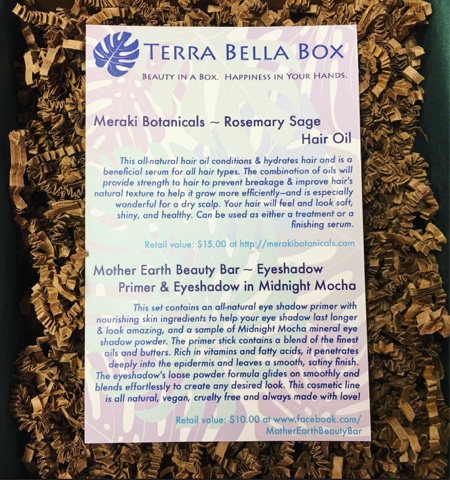 TERRA BELLA BOX
BEAUTY IN A BOX. HAPPINESS IN YOUR HANDS.
Meraki Botanicals ~ Rosemary Sage
Hair Oil
This all-natural hair oil conditions & hydrates hair and is a
beneficial serum for all hair types. The combination of oils will
provide strength to hair to prevent breakage & improve hair's
natural texture to help it grow more efficiently—and is especially
wonderful for a dry scalp. Your hair will feel and look soft,
shiny, and healthy. Can be used as either a treatment or a
finishing serum.
Retail value: $15.00 at http://merakibotanicals.com
Mother Earth Beauty Bar ~ Eyeshadow
Primer & Eyeshadow in Midnight Mocha
This set contains an all-natural eye shadow primer with
nourishing skin ingredients to help your eye shadow last longer
& look amazing, and a sample of Midnight Mocha mineral eye
shadow powder. The primer stick contains a blend of the finest
oils and butters. Rich in vitamins and fatty acids, it penetrates
deeply into the epidermis and leaves a smooth, satiny finish.
The eyeshadow's loose powder formula glides on smoothly and
blends effortlessly to create any desired look. This cosmetic line
is all natural, vegan, cruelty free and always made with love!
Retail value: $10.00 at www.facebook.com/
MotherEarthBeautyBar